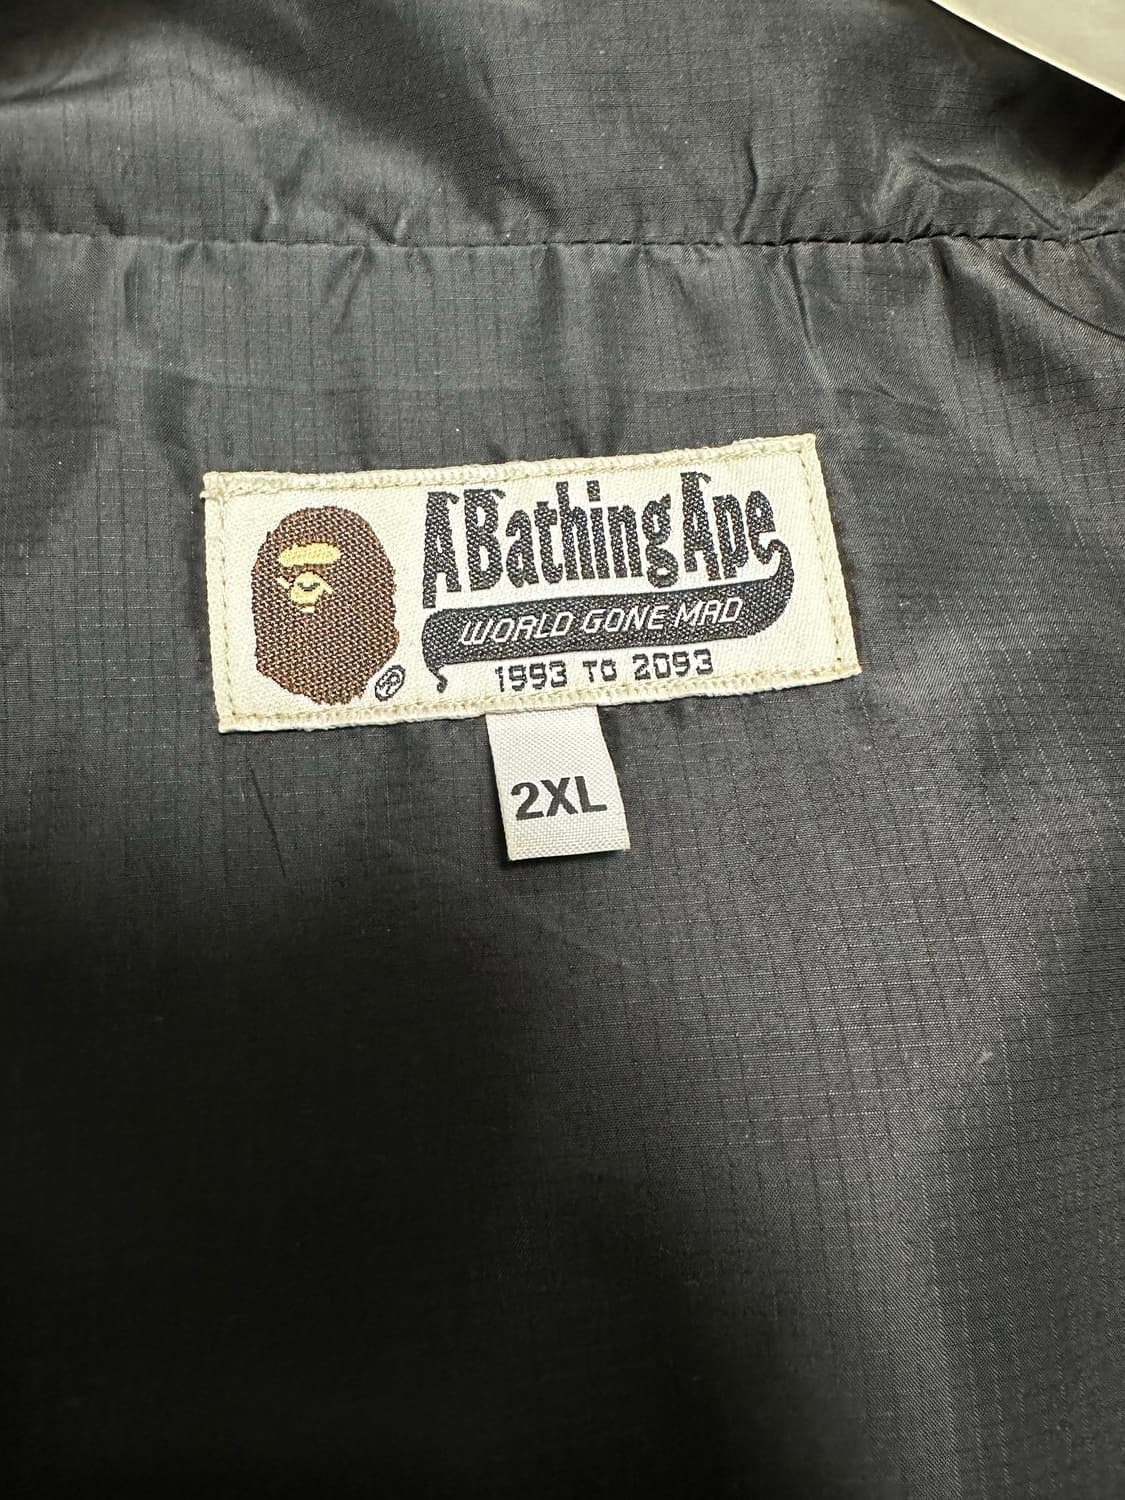 A Bathing Ape
WORLD GONE MAD
1993 TO 2093
2XL